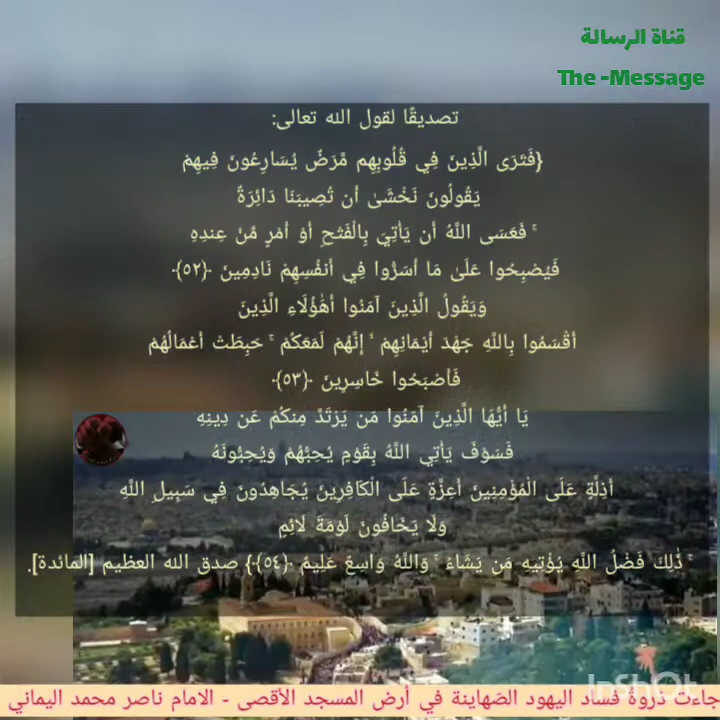 قناة الرسالة
The -Message
تصديقًا لقول الله تعالى:
{فَتَرَى الَّذِينَ فِي قُلُوبِهِم مَّرَضٌ يُسَارِعُونَ فِيهِمْ
يَقُولُونَ نَخْشَىٰ أَن تُصِيبَنَا دَائِرَةٌ
ۚ فَعَسَى اللَّهُ أَن يَأْتِيَ بِالْفَتْحِ أَوْ أَمْرٍ مِّنْ عِندِهِ
فَيُصْبِحُوا عَلَىٰ مَا أَسَرُّوا فِي أَنفُسِهِمْ نَادِمِينَ ﴿٥٢﴾
وَيَقُولُ الَّذِينَ آمَنُوا أَهَٰؤُلَاءِ الَّذِينَ
أَقْسَمُوا بِاللَّهِ جَهْدَ أَيْمَانِهِمْ ۙ إِنَّهُمْ لَمَعَكُمْ ۚ حَبِطَتْ أَعْمَالُهُمْ
فَأَصْبَحُوا خَاسِرِينَ ﴿٥٣﴾
يَا أَيُّهَا الَّذِينَ آمَنُوا مَن يَرْتَدَّ مِنكُمْ عَن دِينِهِ
فَسَوْفَ يَأْتِي اللَّهُ بِقَوْمٍ يُحِبُّهُمْ وَيُحِبُّونَهُ
أَذِلَّةٍ عَلَى الْمُؤْمِنِينَ أَعِزَّةٍ عَلَى الْكَافِرِينَ يُجَاهِدُونَ فِي سَبِيلِ اللَّهِ
وَلَا يَخَافُونَ لَوْمَةَ لَائِمٍ
ۚ ذَٰلِكَ فَضْلُ اللَّهِ يُؤْتِيهِ مَن يَشَاءُ ۚ وَاللَّهُ وَاسِعٌ عَلِيمٌ ﴿٥٤﴾} صدق الله العظيم [المائدة].
InShOt
جاءت ذروةُ فساد اليهود الصّهاينة في أرض المسجد الأقصى - الامام ناصر محمد اليماني